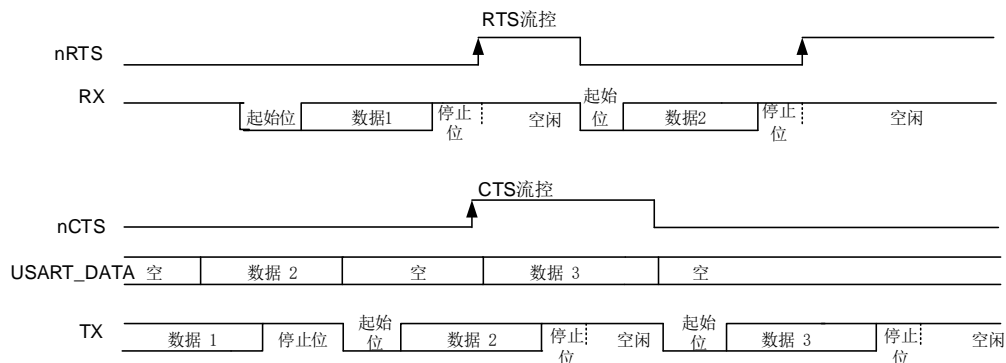 RTS流控
nRTS
RX
起始位
数据1
停止
位
空闲
起始
位
数据2
停止
位
空闲
CTS流控
nCTS
USART_DATA
空
数据 2
空
数据 3
空
TX
数据 1
停止位
起始
位
数据 2
停止
位
空闲
起始
位
数据 3
停止
位
空闲